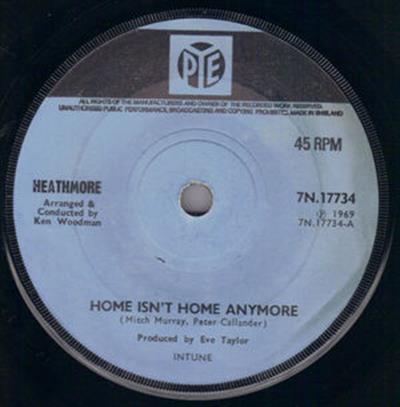 PYE
ALL RIGHTS OF THE MANUFACTURERS AND OWNER OF THE RECORDED WORK RESERVED.
UNAUTHORISED PUBLIC PERFORMANCE, BROADCASTING AND COPYING PROHIBITED. MADE IN ENGLAND
45 RPM
HEATHMORE
Arranged &
Conducted by
Ken Woodman
7N.17734
℗ 1969
7N.17734-A
HOME ISN'T HOME ANYMORE
(Mitch Murray, Peter Callander)
Produced by Eve Taylor
INTUNE